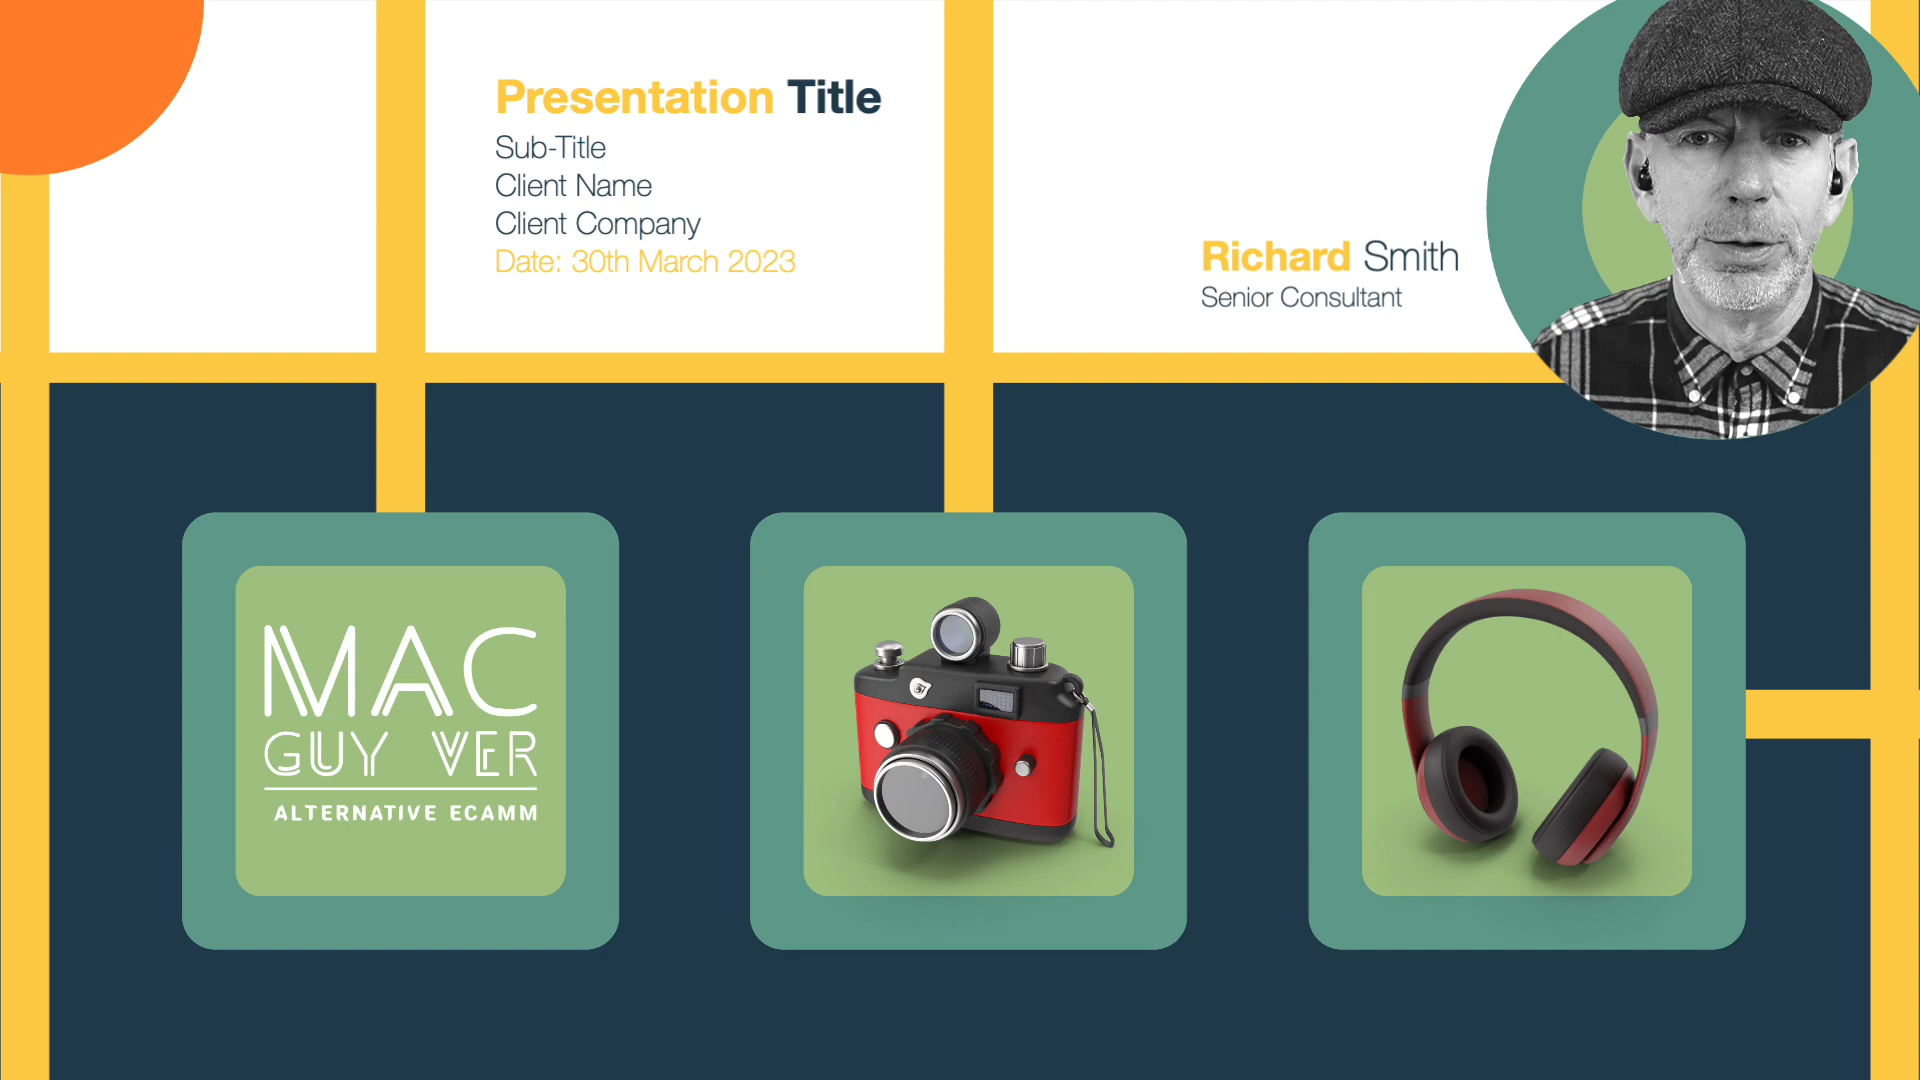 Presentation Title
Sub-Title
Client Name
Client Company
Date: 30th March 2023
Richard Smith
Senior Consultant
MAC
GUY VER
ALTERNATIVE ECAMM